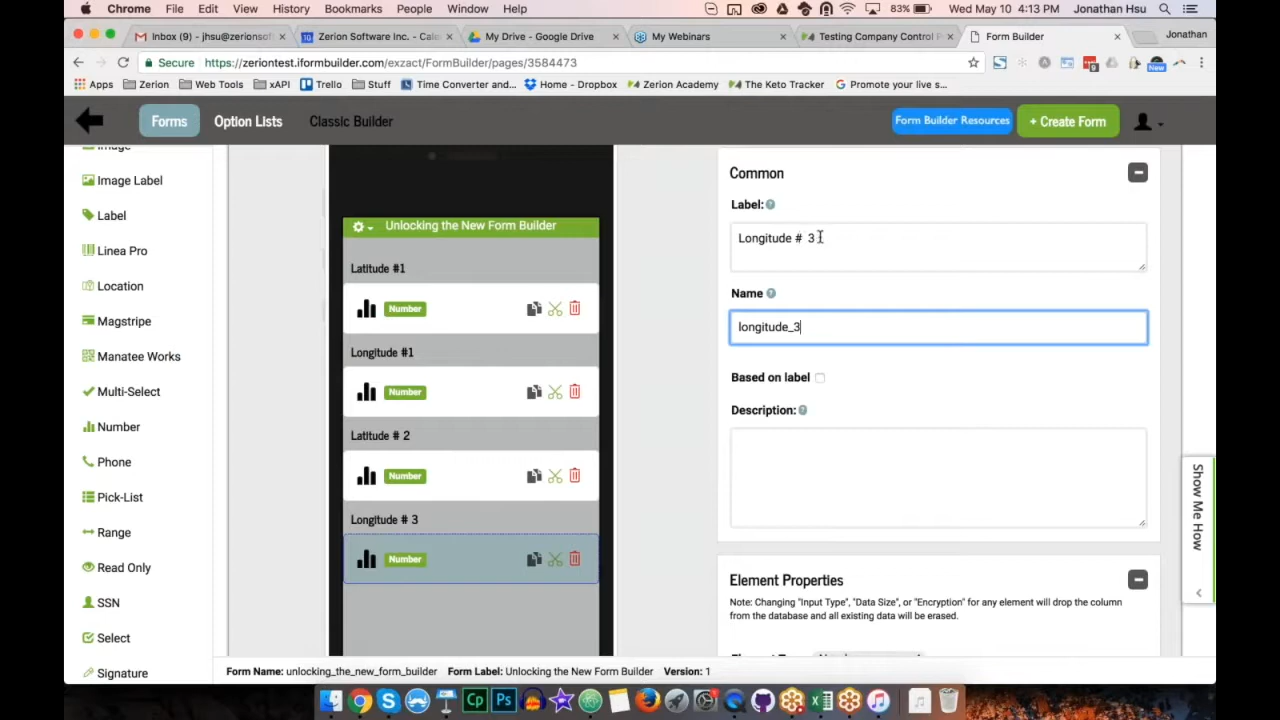 Chrome File Edit View History Bookmarks People Window Help 83% Wed May 10 4:13 PM Jonathan Hsu
Inbox (9) - jhsu@zerionsof Zerion Software Inc. - Cale My Drive - Google Drive My Webinars Testing Company Control P Form Builder Jonathan
Secure https://zeriontest.iformbuilder.com/exzact/FormBuilder/pages/3584473
Apps Zerion Web Tools xAPI Trello Stuff Time Converter and... Home - Dropbox Zerion Academy The Keto Tracker Promote your live s...
Forms Option Lists Classic Builder Form Builder Resources + Create Form
Image
Image Label
Label
Linea Pro
Location
Magstripe
Manatee Works
Multi-Select
Number
Phone
Pick-List
Range
Read Only
SSN
Select
Signature
Unlocking the New Form Builder
Latitude #1
Number
Longitude #1
Number
Latitude # 2
Number
Longitude # 3
Number
Common
Label:
Longitude # 3
Name
longitude_3
Based on label
Description:
Element Properties
Note: Changing "Input Type", "Data Size", or "Encryption" for any element will drop the column
from the database and all existing data will be erased.
Show Me How
Form Name: unlocking_the_new_form_builder Form Label: Unlocking the New Form Builder Version: 1